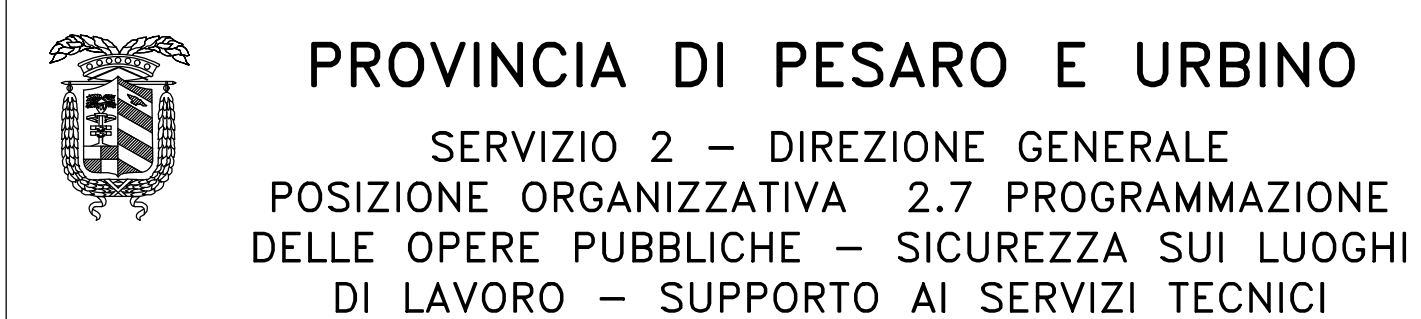 PROVINCIA DI PESARO E URBINO
SERVIZIO 2 – DIREZIONE GENERALE
POSIZIONE ORGANIZZATIVA 2.7 PROGRAMMAZIONE
DELLE OPERE PUBBLICHE – SICUREZZA SUI LUOGHI
DI LAVORO – SUPPORTO AI SERVIZI TECNICI